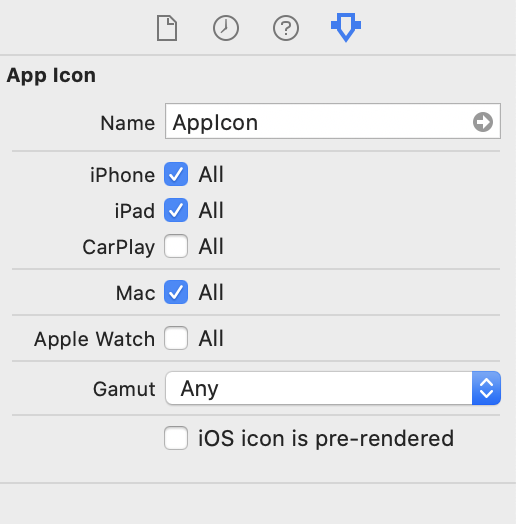 App Icon
Name AppIcon
iPhone All
iPad All
CarPlay All
Mac All
Apple Watch All
Gamut Any
iOS icon is pre-rendered